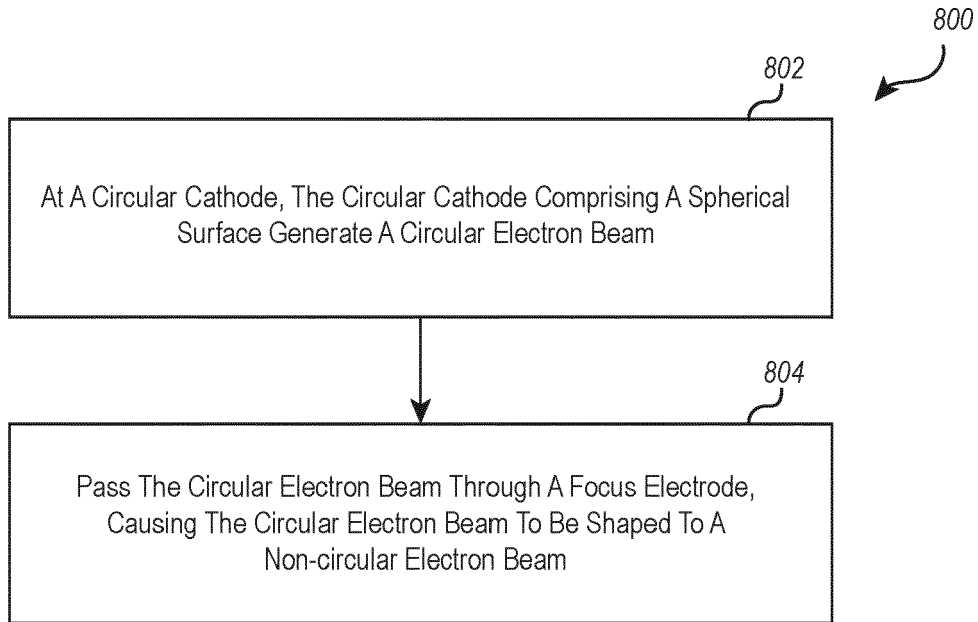 800
802
At A Circular Cathode, The Circular Cathode Comprising A Spherical
Surface Generate A Circular Electron Beam
804
Pass The Circular Electron Beam Through A Focus Electrode,
Causing The Circular Electron Beam To Be Shaped To A
Non-circular Electron Beam